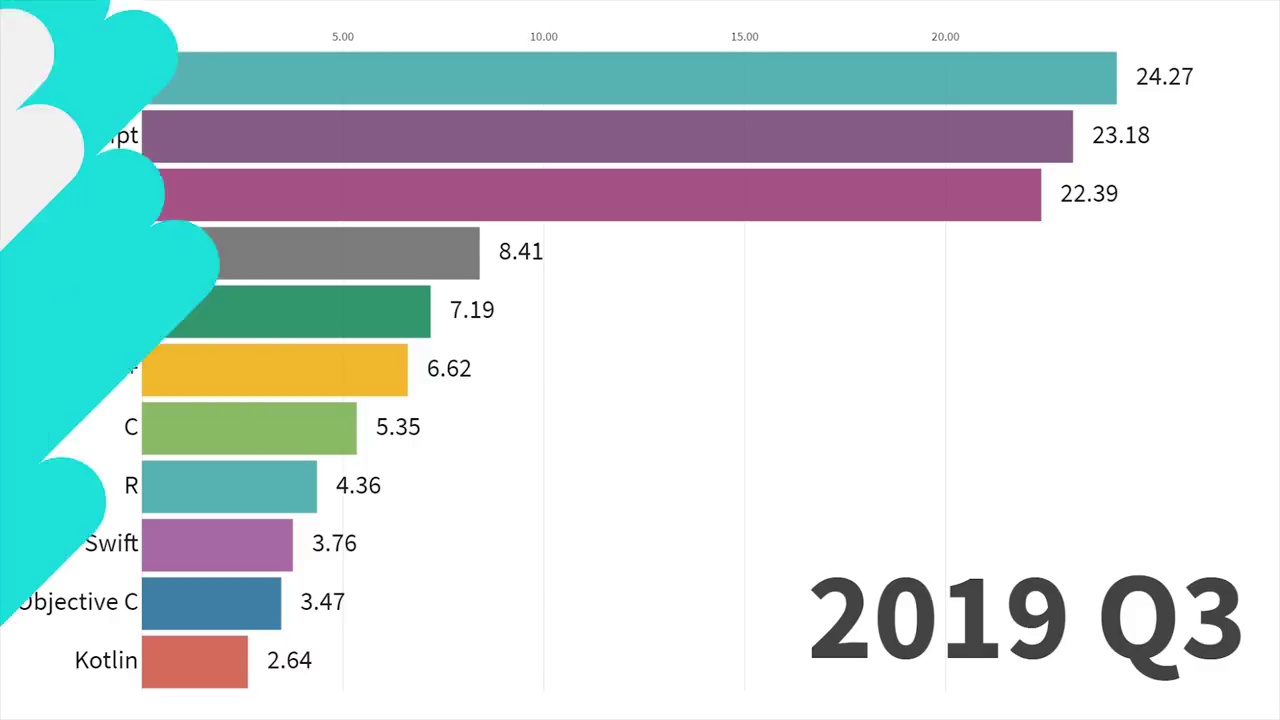 5.00 10.00 15.00 20.00
24.27
23.18
22.39
8.41
7.19
6.62
C 5.35
R 4.36
Swift 3.76
Objective C 3.47
Kotlin 2.64
2019 Q3